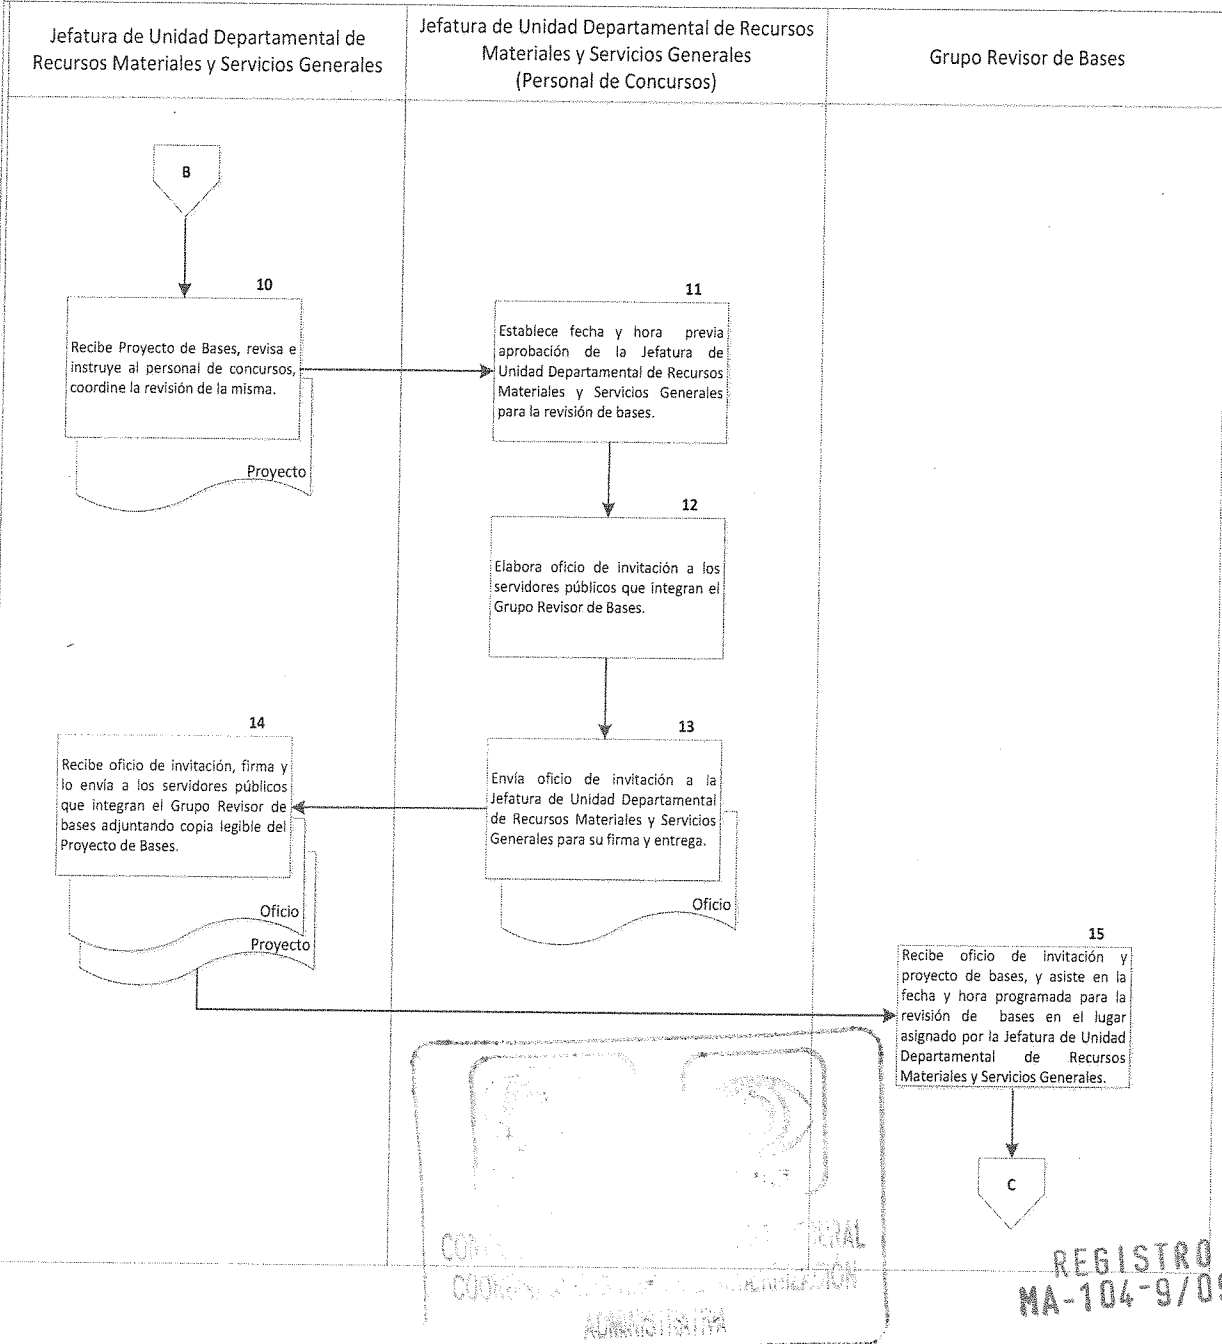 Jefatura de Unidad Departamental de
Recursos Materiales y Servicios Generales
Jefatura de Unidad Departamental de Recursos
Materiales y Servicios Generales
(Personal de Concursos)
Grupo Revisor de Bases
B
10
Recibe Proyecto de Bases, revisa e
instruye al personal de concursos,
coordine la revisión de la misma.
Proyecto
11
Establece fecha y hora previa
aprobación de la Jefatura de
Unidad Departamental de Recursos
Materiales y Servicios Generales
para la revisión de bases.
12
Elabora oficio de invitación a los
servidores públicos que integran el
Grupo Revisor de Bases.
13
Envía oficio de invitación a la
Jefatura de Unidad Departamental
de Recursos Materiales y Servicios
Generales para su firma y entrega.
Oficio
14
Recibe oficio de invitación, firma y
lo envía a los servidores públicos
que integran el Grupo Revisor de
bases adjuntando copia legible del
Proyecto de Bases.
Oficio
Proyecto
15
Recibe oficio de invitación y
proyecto de bases, y asiste en la
fecha y hora programada para la
revisión de bases en el lugar
asignado por la Jefatura de Unidad
Departamental de Recursos
Materiales y Servicios Generales.
C
ADMINISTRATIVA
REGISTRO
MA-104-9/09